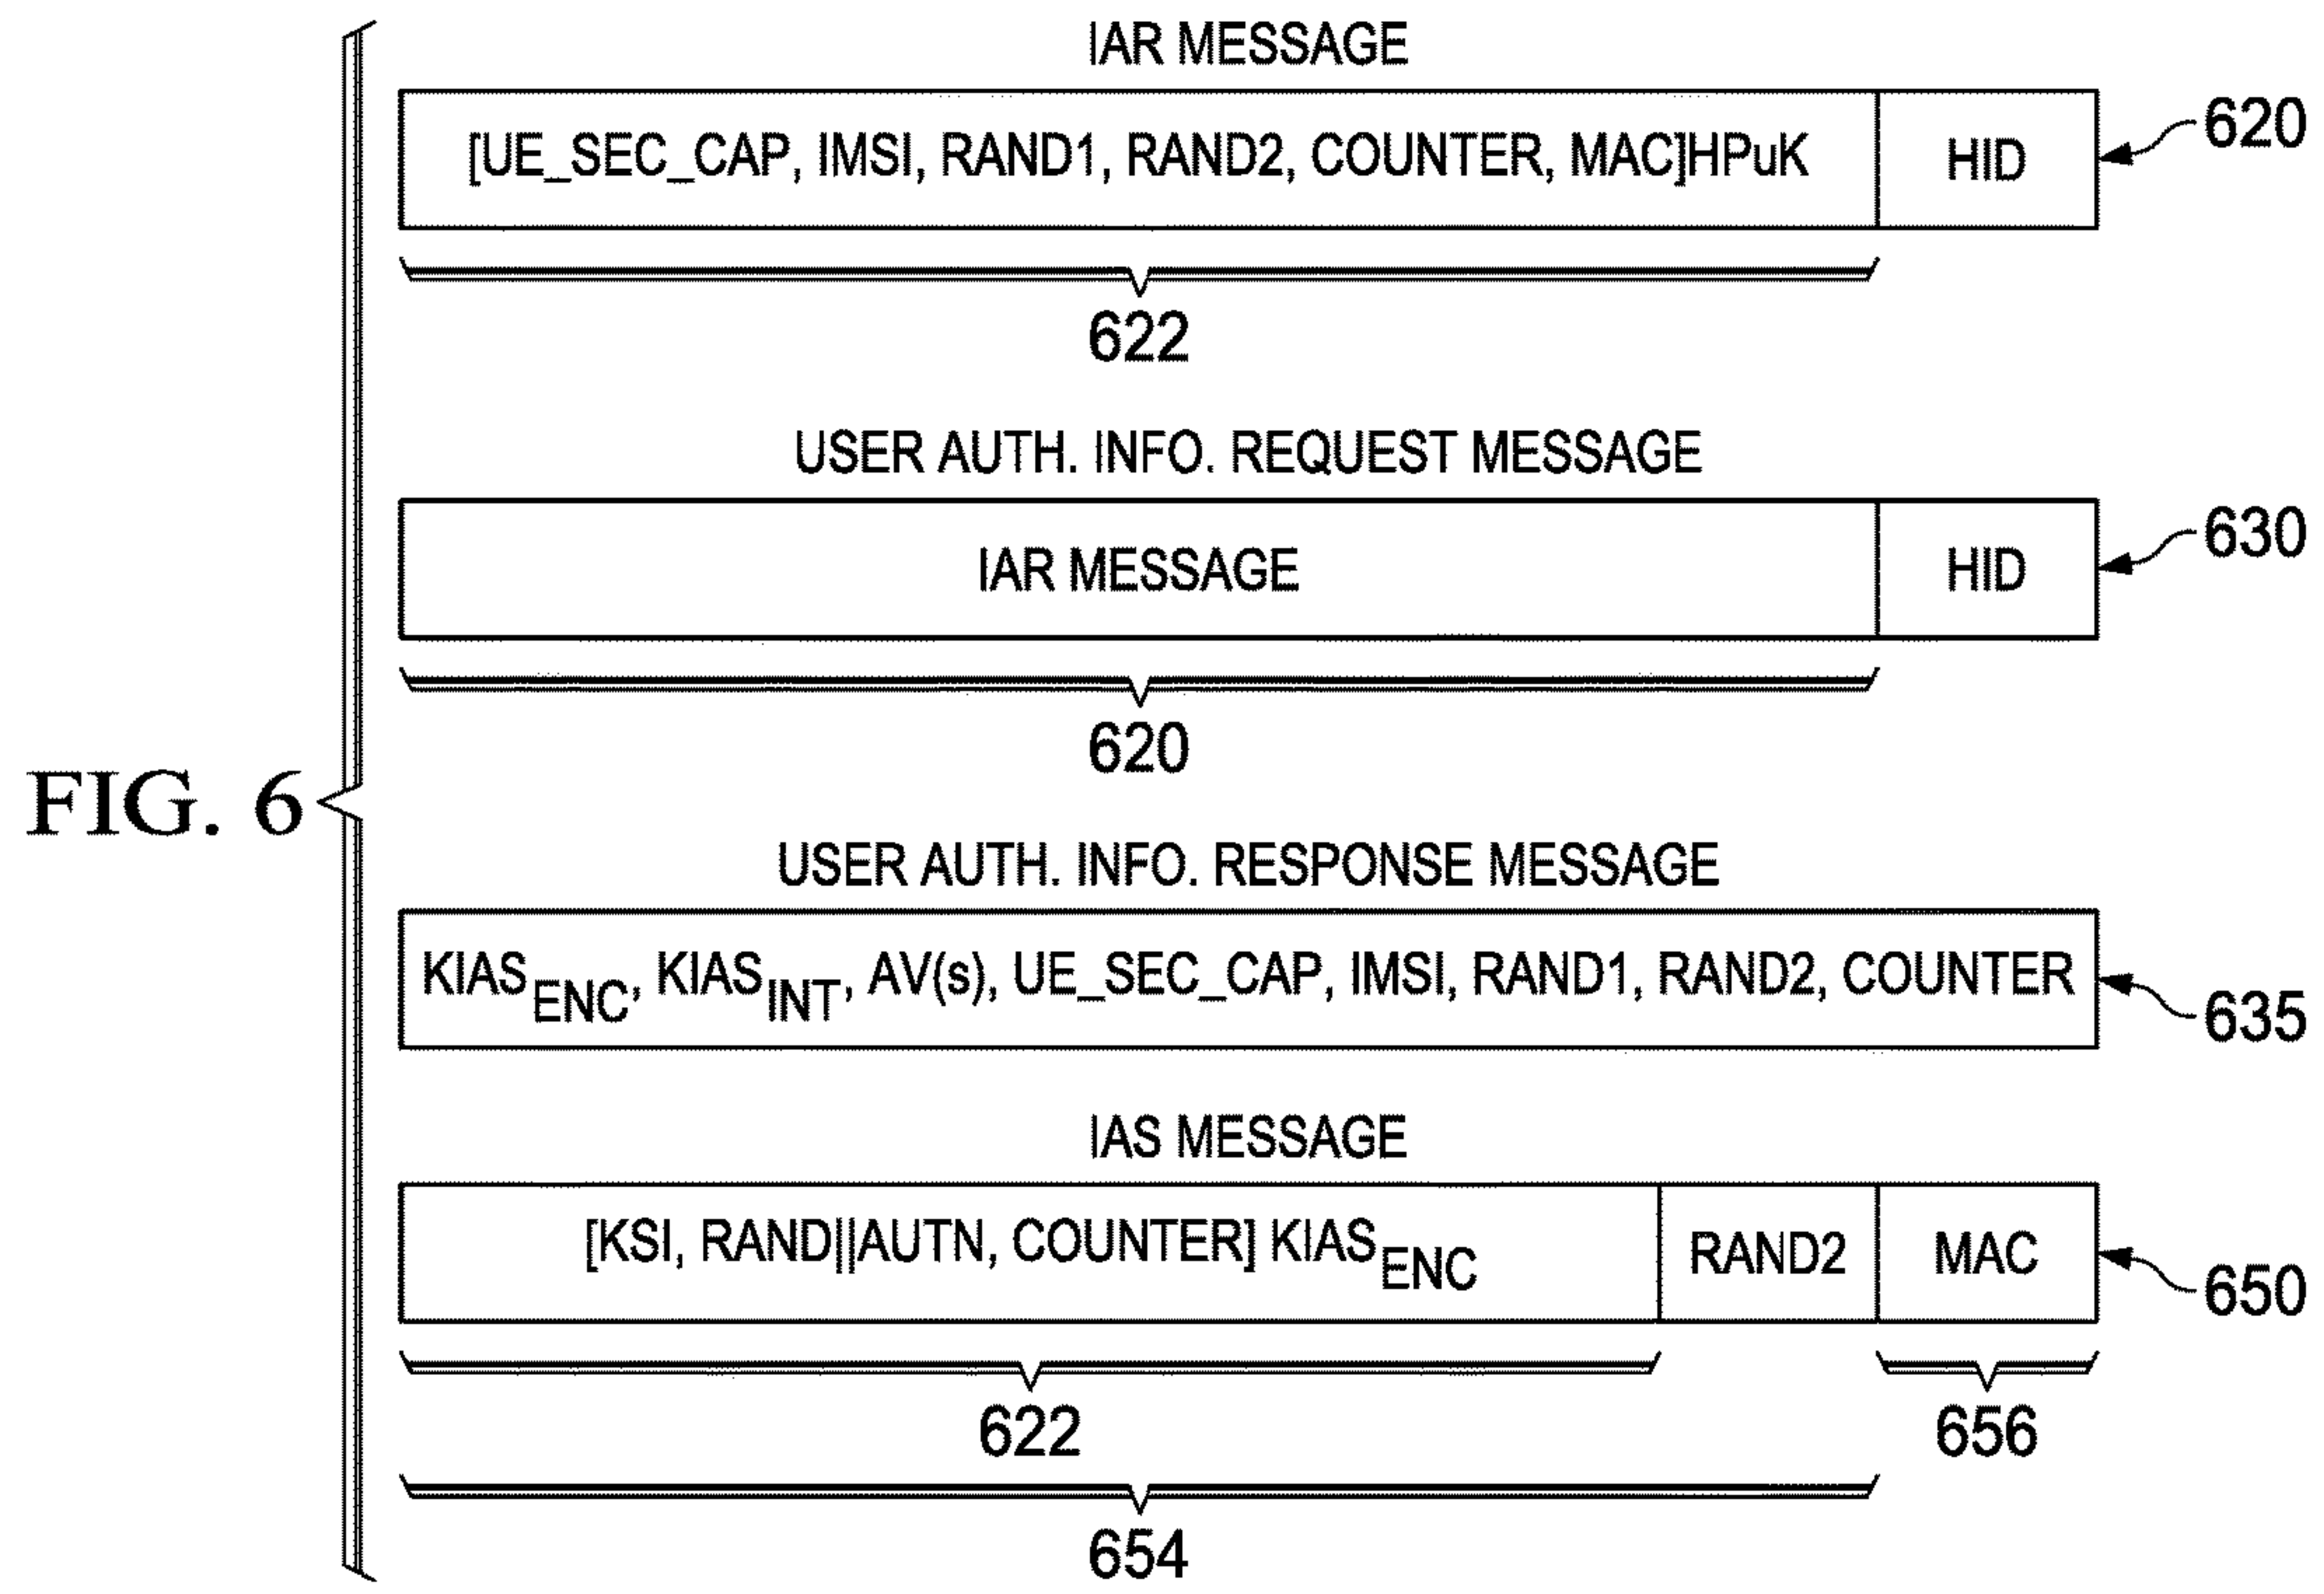 IAR MESSAGE
[UE_SEC_CAP, IMSI, RAND1, RAND2, COUNTER, MAC]HPuK
HID
620
622
USER AUTH. INFO. REQUEST MESSAGE
IAR MESSAGE
HID
630
620
FIG. 6
USER AUTH. INFO. RESPONSE MESSAGE
KIASENC, KIASINT, AV(s), UE_SEC_CAP, IMSI, RAND1, RAND2, COUNTER
635
IAS MESSAGE
[KSI, RAND||AUTN, COUNTER] KIASENC
RAND2
MAC
650
622
656
654